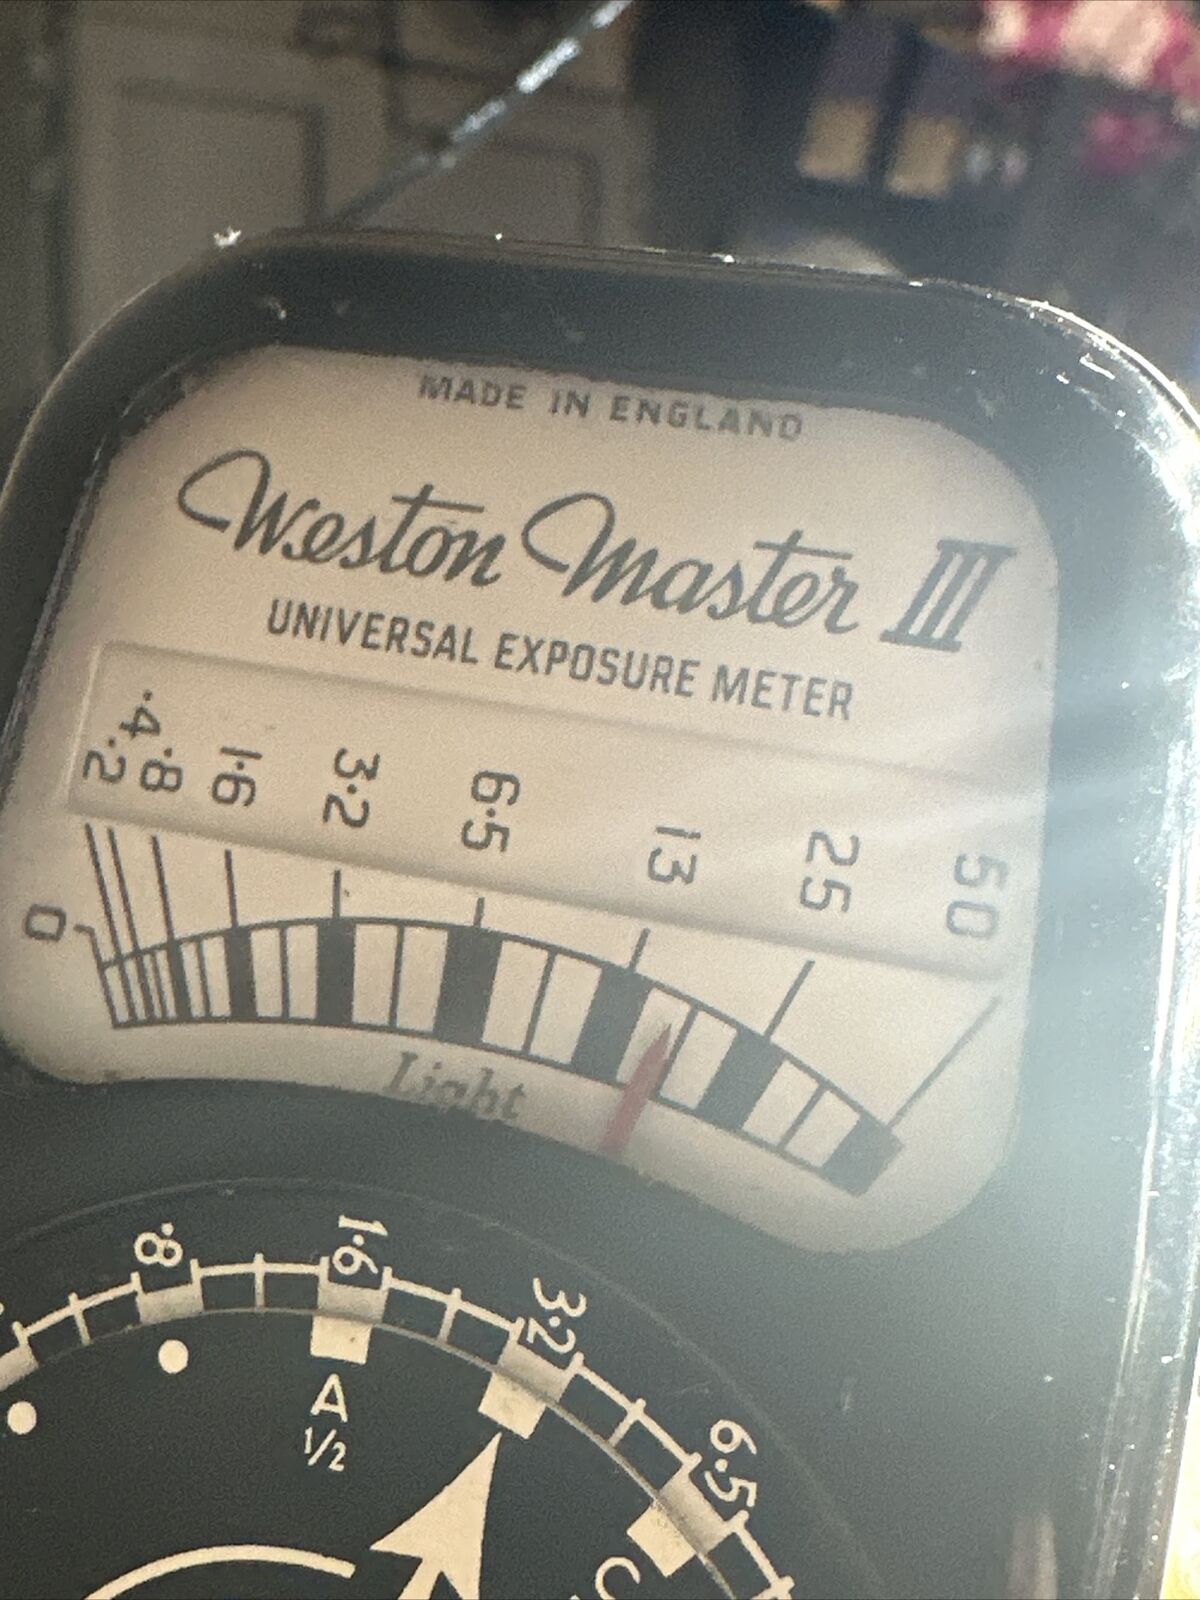 MADE IN ENGLAND
Weston Master III
UNIVERSAL EXPOSURE METER
·2 ·4 ·8 1·6 3·2 6·5 13 25 50
0
Light
·8 1·6 3·2 6·5
A
1/2
C